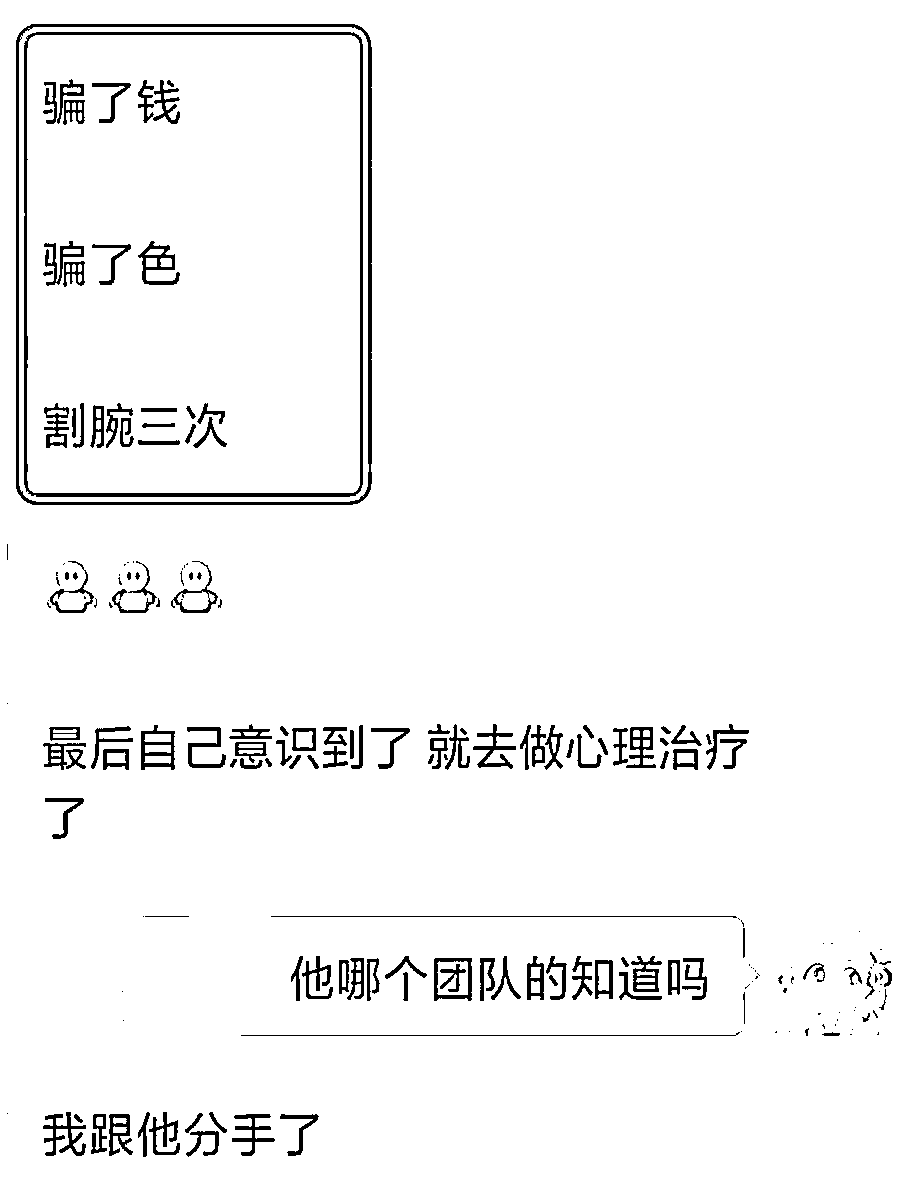 骗了钱
骗了色
割腕三次
最后自己意识到了 就去做心理治疗
了
他哪个团队的知道吗
我跟他分手了